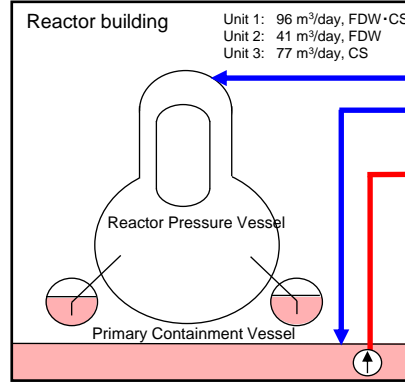 Reactor building
Unit 1: 96 m³/day, FDW・CS
Unit 2: 41 m³/day, FDW
Unit 3: 77 m³/day, CS
Reactor Pressure Vessel
Primary Containment Vessel